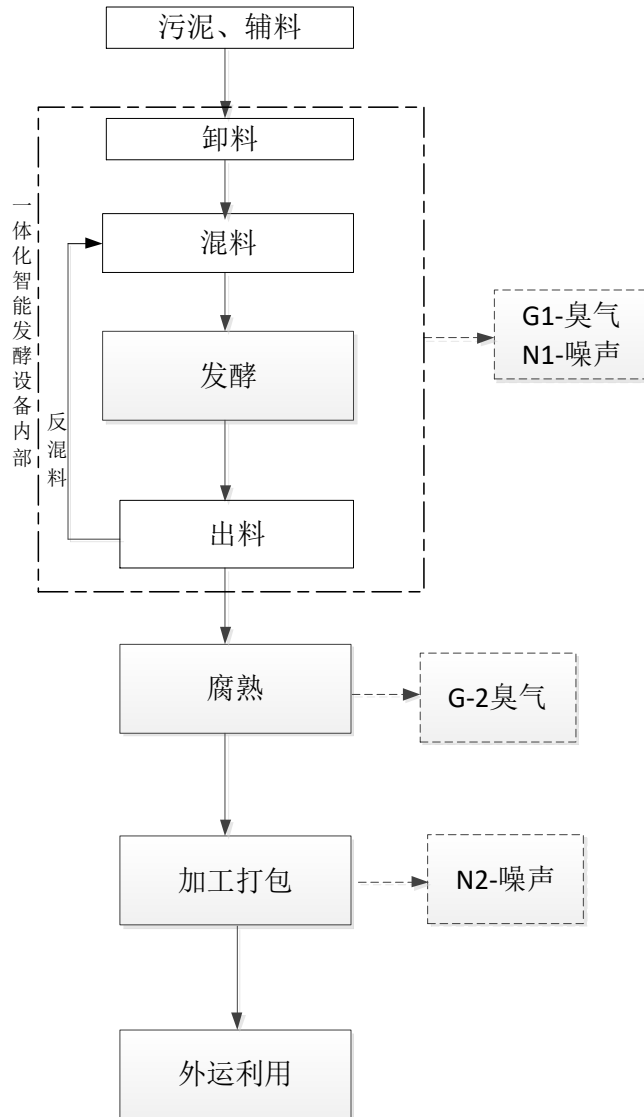 污泥、辅料
卸料
一体化智能发酵设备内部
混料
G1-臭气
N1-噪声
发酵
反混料
出料
腐熟
G-2臭气
加工打包
N2-噪声
外运利用